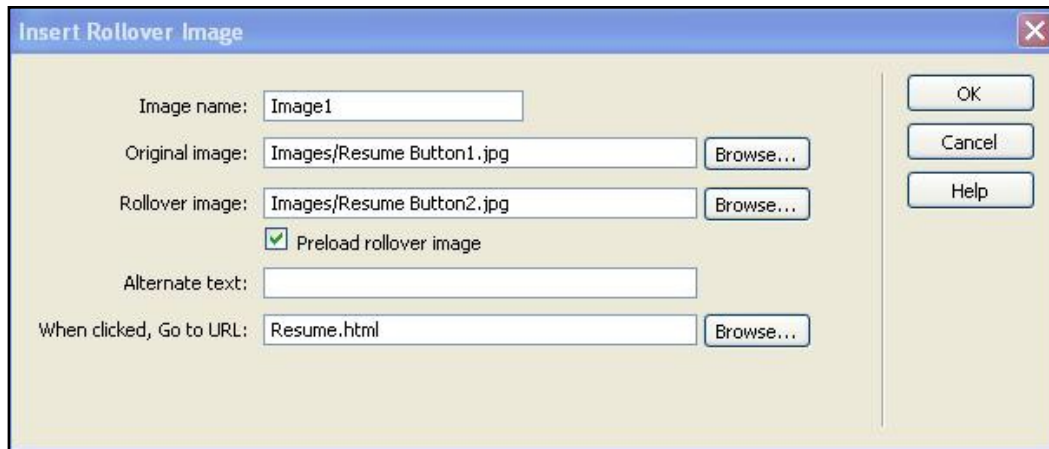 Insert Rollover Image
Image name: Image1
OK
Original image: Images/Resume Button1.jpg Browse...
Cancel
Rollover image: Images/Resume Button2.jpg Browse...
Help
Preload rollover image
Alternate text:
When clicked, Go to URL: Resume.html Browse...